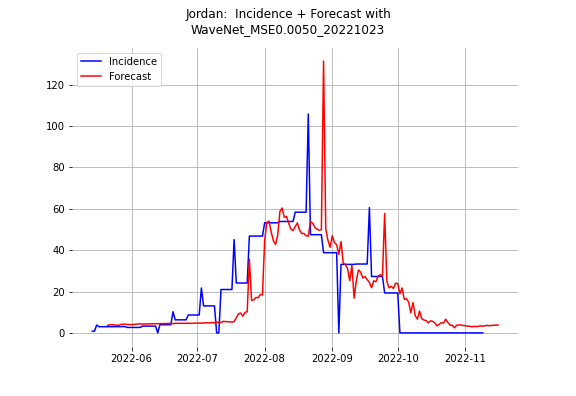 Jordan:  Incidence + Forecast with
WaveNet_MSE0.0050_20221023
Incidence
Forecast
120
100
80
60
40
20
0
2022-06 2022-07 2022-08 2022-09 2022-10 2022-11